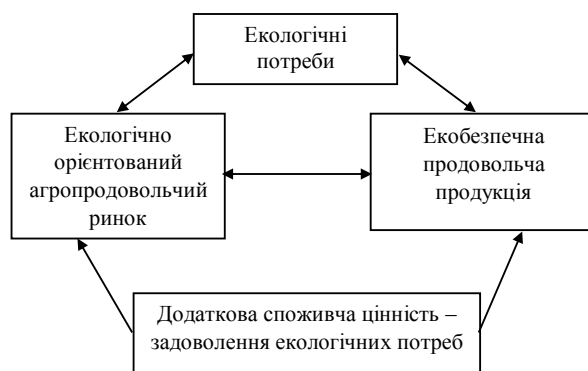 Екологічні
потреби
Екологічно
орієнтований
агропродовольчий
ринок
Екобезпечна
продовольча
продукція
Додаткова споживча цінність –
задоволення екологічних потреб